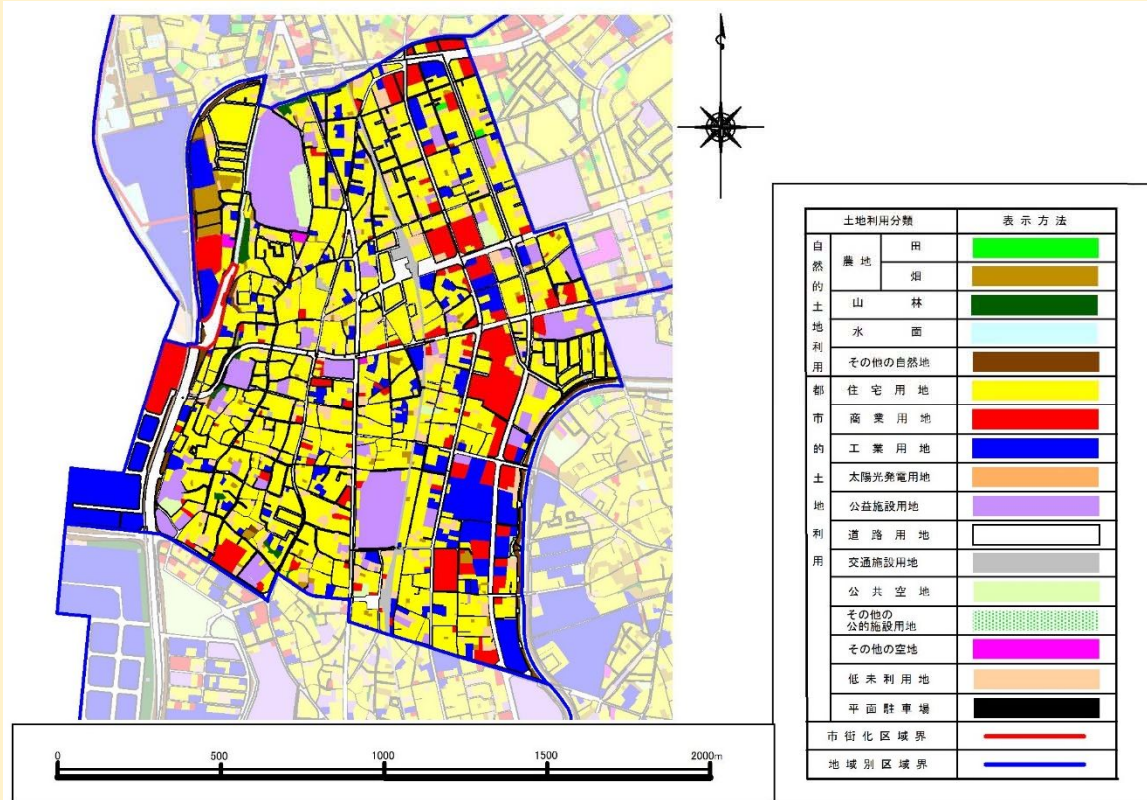 0 500 1000 1500 2000m
土地利用分類 表示方法
自然的土地利用
農地
田
畑
山林
水面
その他の自然地
都市的土地利用
住宅用地
商業用地
工業用地
太陽光発電用地
公益施設用地
道路用地
交通施設用地
公共空地
その他の
公的施設用地
その他の空地
低未利用地
平面駐車場
市街化区域界
地域別区域界